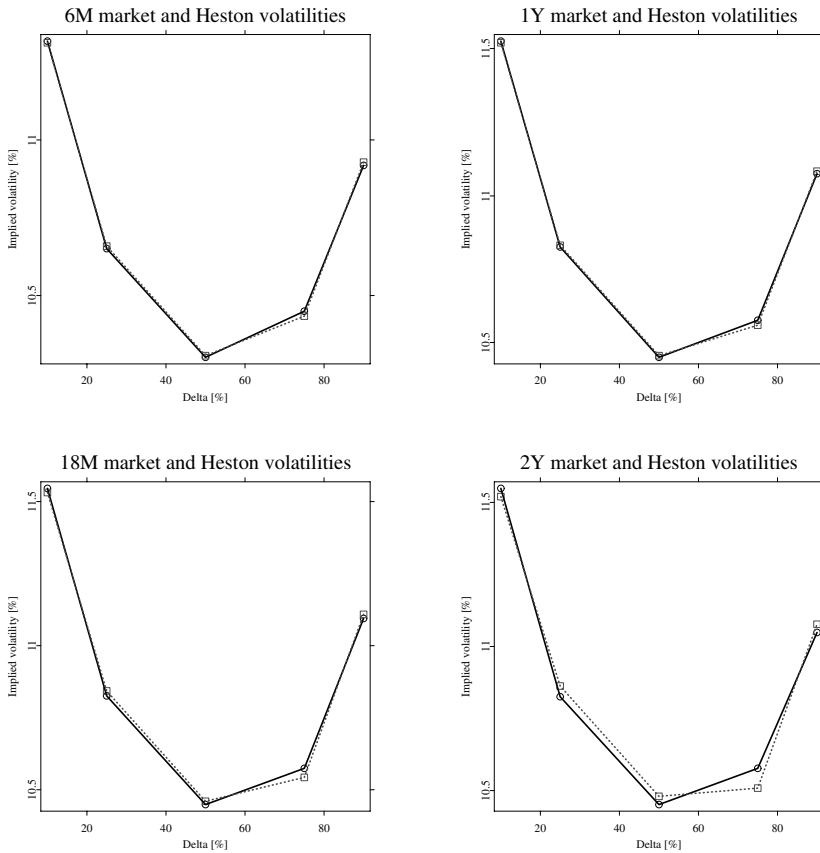 6M market and Heston volatilities
Implied volatility [%]
11
10.5
20 40 60 80
Delta [%]
1Y market and Heston volatilities
Implied volatility [%]
11.5
11
10.5
20 40 60 80
Delta [%]
18M market and Heston volatilities
Implied volatility [%]
11.5
11
10.5
20 40 60 80
Delta [%]
2Y market and Heston volatilities
Implied volatility [%]
11.5
11
10.5
20 40 60 80
Delta [%]